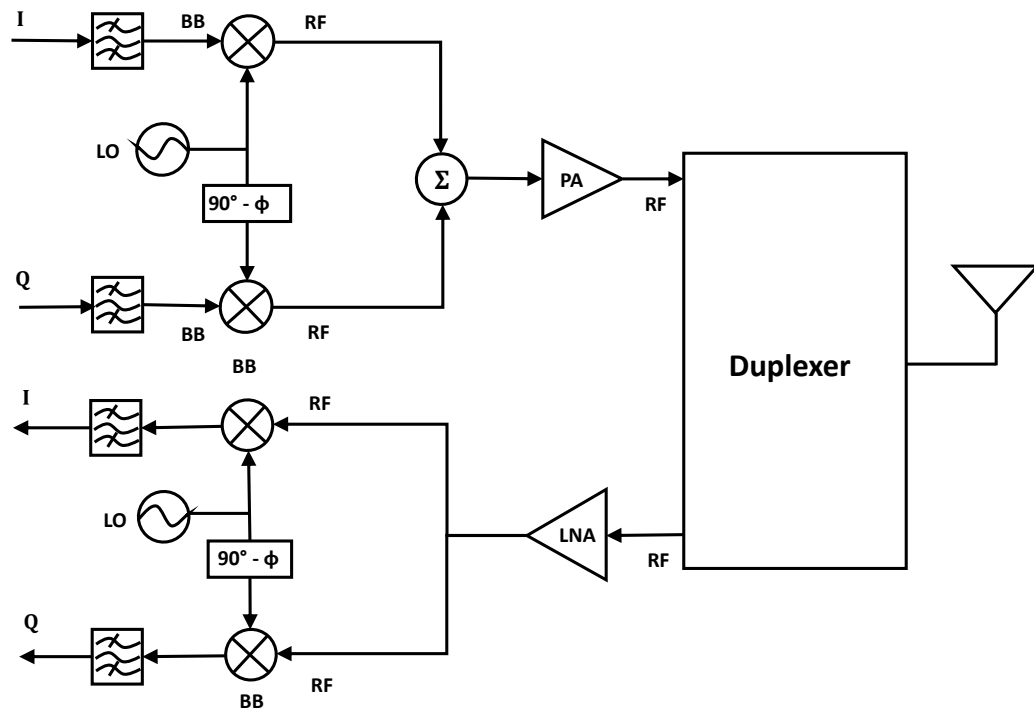 I
BB
RF
LO
90° - ϕ
Σ
PA
RF
Q
BB
RF
Duplexer
BB
I
RF
LO
90° - ϕ
LNA
RF
Q
RF
BB